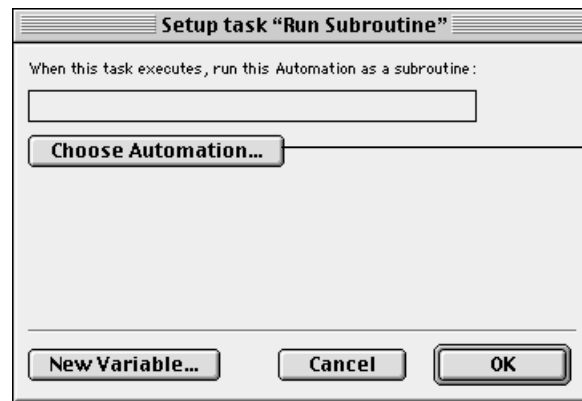 Setup task “Run Subroutine”
When this task executes, run this Automation as a subroutine:
Choose Automation...
New Variable...
Cancel
OK